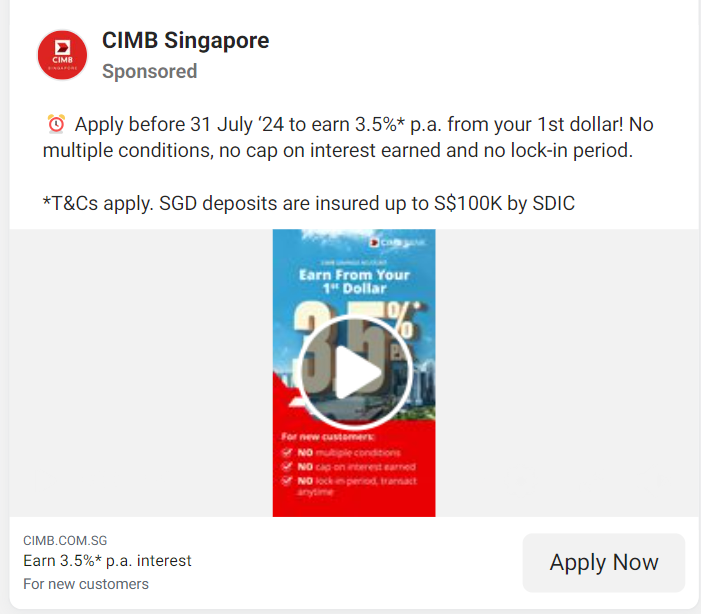 CIMB
SINGAPORE
CIMB Singapore
Sponsored
⏰ Apply before 31 July ‘24 to earn 3.5%* p.a. from your 1st dollar! No
multiple conditions, no cap on interest earned and no lock-in period.
*T&Cs apply. SGD deposits are insured up to S$100K by SDIC
CIMB BANK
CIMB SAVINGS ACCOUNT
Earn From Your
1st Dollar
3.5%*
For new customers:
NO multiple conditions
NO cap on interest earned
NO lock-in period, transact
anytime
CIMB.COM.SG
Earn 3.5%* p.a. interest
For new customers
Apply Now